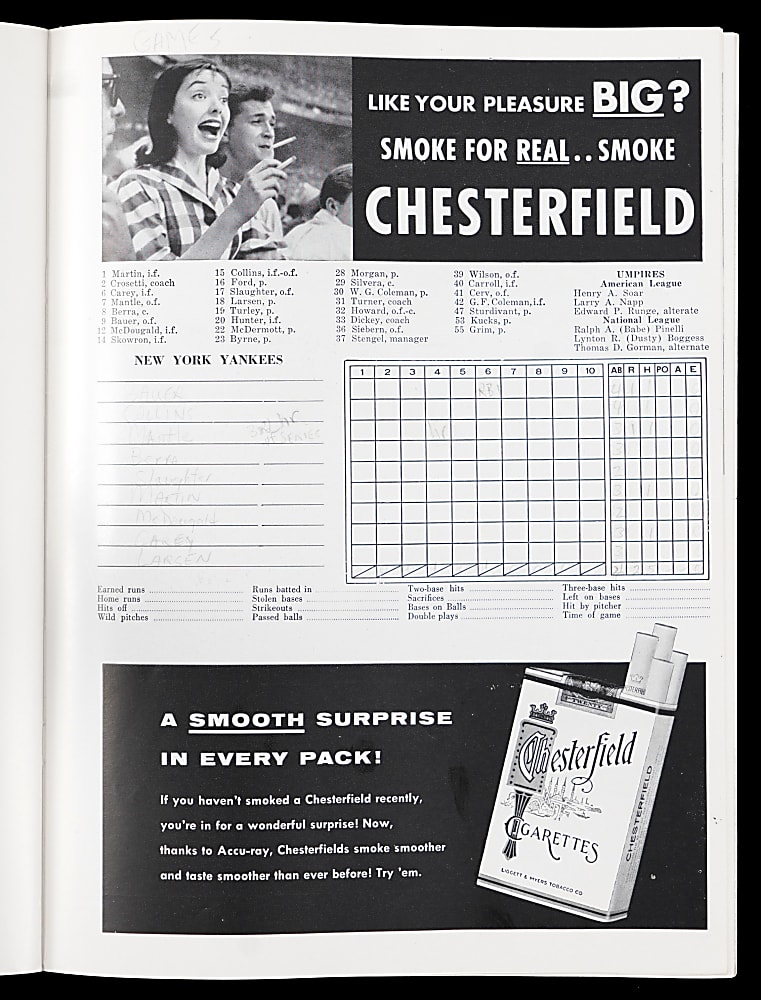 GAME 5
LIKE YOUR PLEASURE BIG?
SMOKE FOR REAL.. SMOKE
CHESTERFIELD
1 Martin, i.f.
2 Crosetti, coach
6 Carey, i.f.
7 Mantle, o.f.
8 Berra, c.
9 Bauer, o.f.
12 McDougald, i.f.
14 Skowron, i.f.
15 Collins, i.f.-o.f.
16 Ford, p.
17 Slaughter, o.f.
18 Larsen, p.
19 Turley, p.
20 Hunter, i.f.
22 McDermott, p.
23 Byrne, p.
28 Morgan, p.
29 Silvera, c.
30 W. G. Coleman, p.
31 Turner, coach
32 Howard, o.f.-c.
33 Dickey, coach
36 Siebern, o.f.
37 Stengel, manager
39 Wilson, o.f.
40 Carroll, i.f.
41 Cerv, o.f.
42 G. F. Coleman, i.f.
47 Sturdivant, p.
53 Kucks, p.
55 Grim, p.
UMPIRES
American League
Henry A. Soar
Larry A. Napp
Edward P. Runge, alterate
National League
Ralph A. (Babe) Pinelli
Lynton R. (Dusty) Boggess
Thomas D. Gorman, alternate
NEW YORK YANKEES
1 2 3 4 5 6 7 8 9 10 AB R H PO A E
BAUER
COLLINS
Mantle
Berra
Slaughter
MARTIN
McDougald
CAREY
LARSEN
RBI
hr
Earned runs
Home runs
Hits off
Wild pitches
Runs batted in
Stolen bases
Strikeouts
Passed balls
Two-base hits
Sacrifices
Bases on Balls
Double plays
Three-base hits
Left on bases
Hit by pitcher
Time of game
A SMOOTH SURPRISE
IN EVERY PACK!
If you haven't smoked a Chesterfield recently,
you're in for a wonderful surprise! Now,
thanks to Accu-ray, Chesterfields smoke smoother
and taste smoother than ever before! Try 'em.
TWENTY
Chesterfield
CIGARETTES
LIGGETT & MYERS TOBACCO CO
CHESTERFIELD